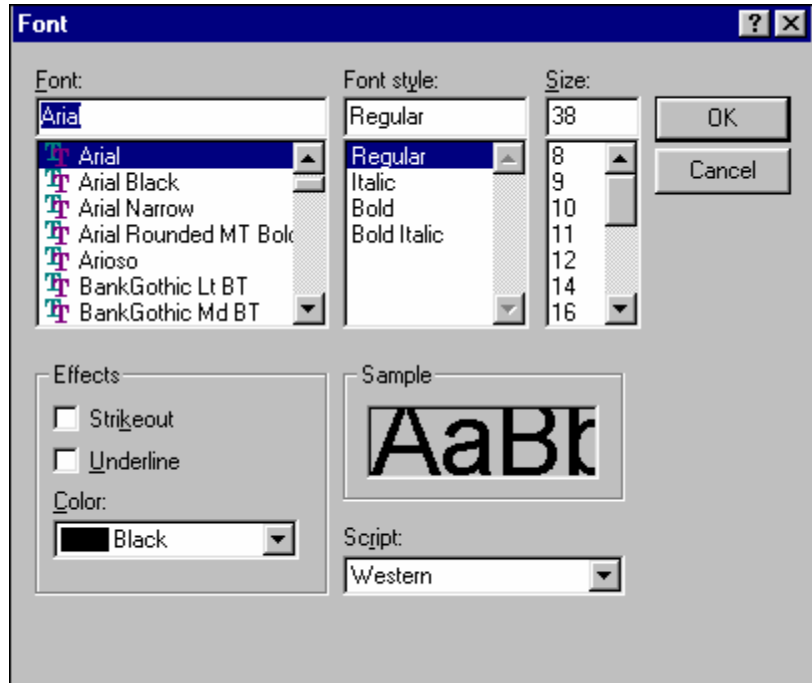 Font
Font: Font style: Size:
Arial Regular 38 OK
Arial Regular 8
Arial Black Italic 9 Cancel
Arial Narrow Bold 10
Arial Rounded MT Bold Bold Italic 11
Arioso 12
BankGothic Lt BT 14
BankGothic Md BT 16
Effects Sample
Strikeout AaBb
Underline
Color:
Black Script:
Western